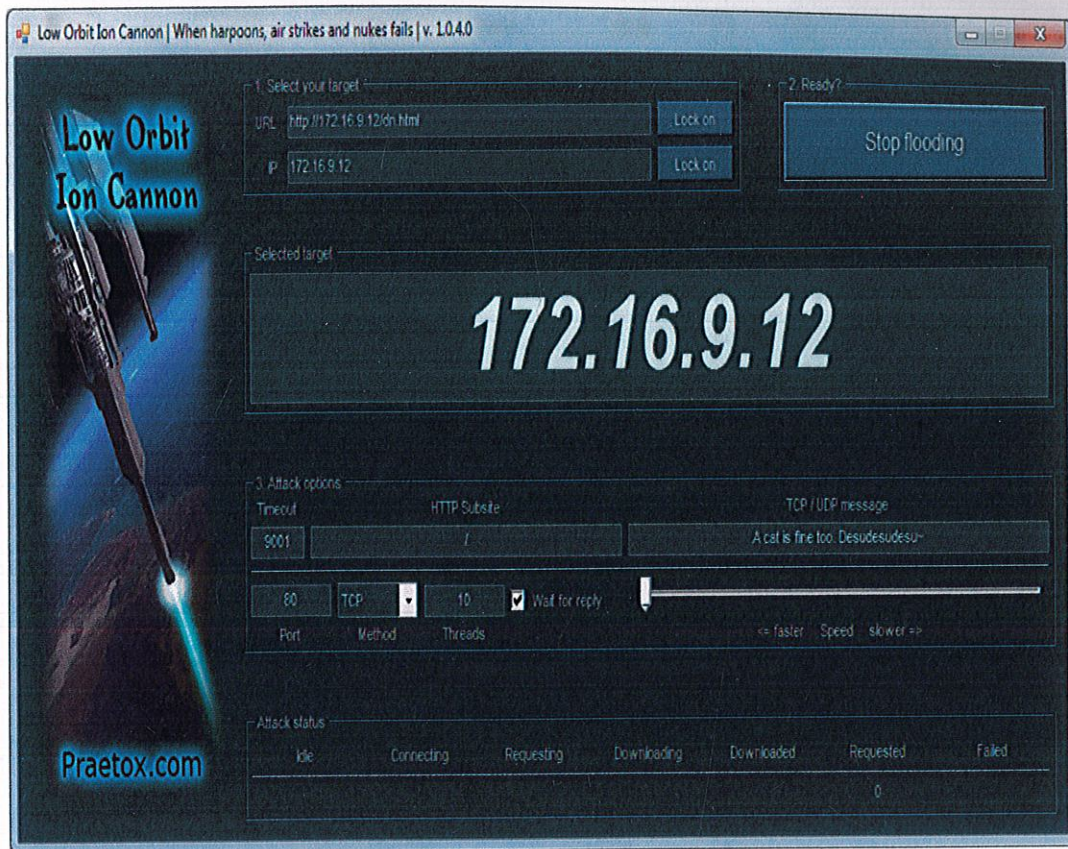 Low Orbit Ion Cannon | When harpoons, air strikes and nukes fails | v. 1.0.4.0
Low Orbit
Ion Cannon
Praetox.com
1. Select your target
URL http://172.16.9.12/dn.html Lock on
IP 172.16.9.12 Lock on
2. Ready?
Stop flooding
Selected target
172.16.9.12
3. Attack options
Timeout HTTP Subsite TCP / UDP message
9001 / A cat is fine too. Desudesudesu~
80 TCP 10 Wait for reply
Port Method Threads <= faster Speed slower =>
Attack status
Idle Connecting Requesting Downloading Downloaded Requested Failed
0